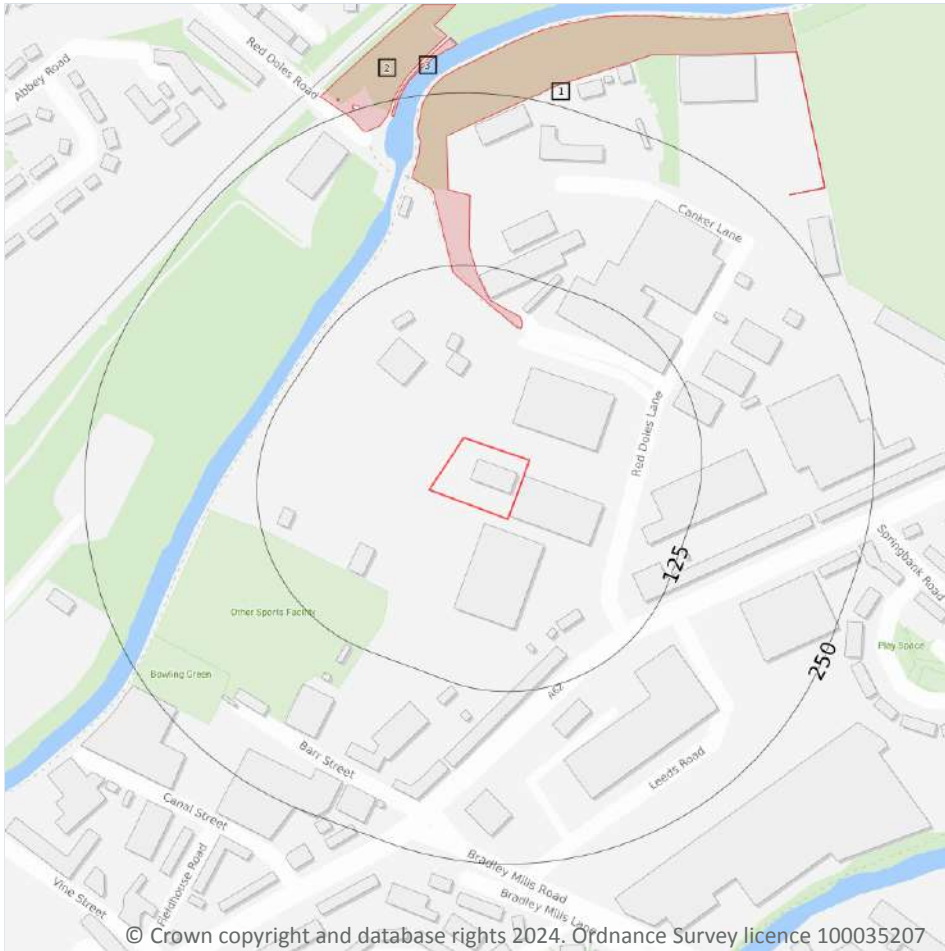 Abbey Road
Red Doles Road
2
3
1
Canker Lane
Red Doles Lane
125
250
Springbank Road
Play Space
Other Sports Facility
Bowling Green
A62
Barr Street
Leeds Road
Canal Street
Fieldhouse Road
Vine Street
Bradley Mills Road
Bradley Mills Lane
© Crown copyright and database rights 2024. Ordnance Survey licence 100035207